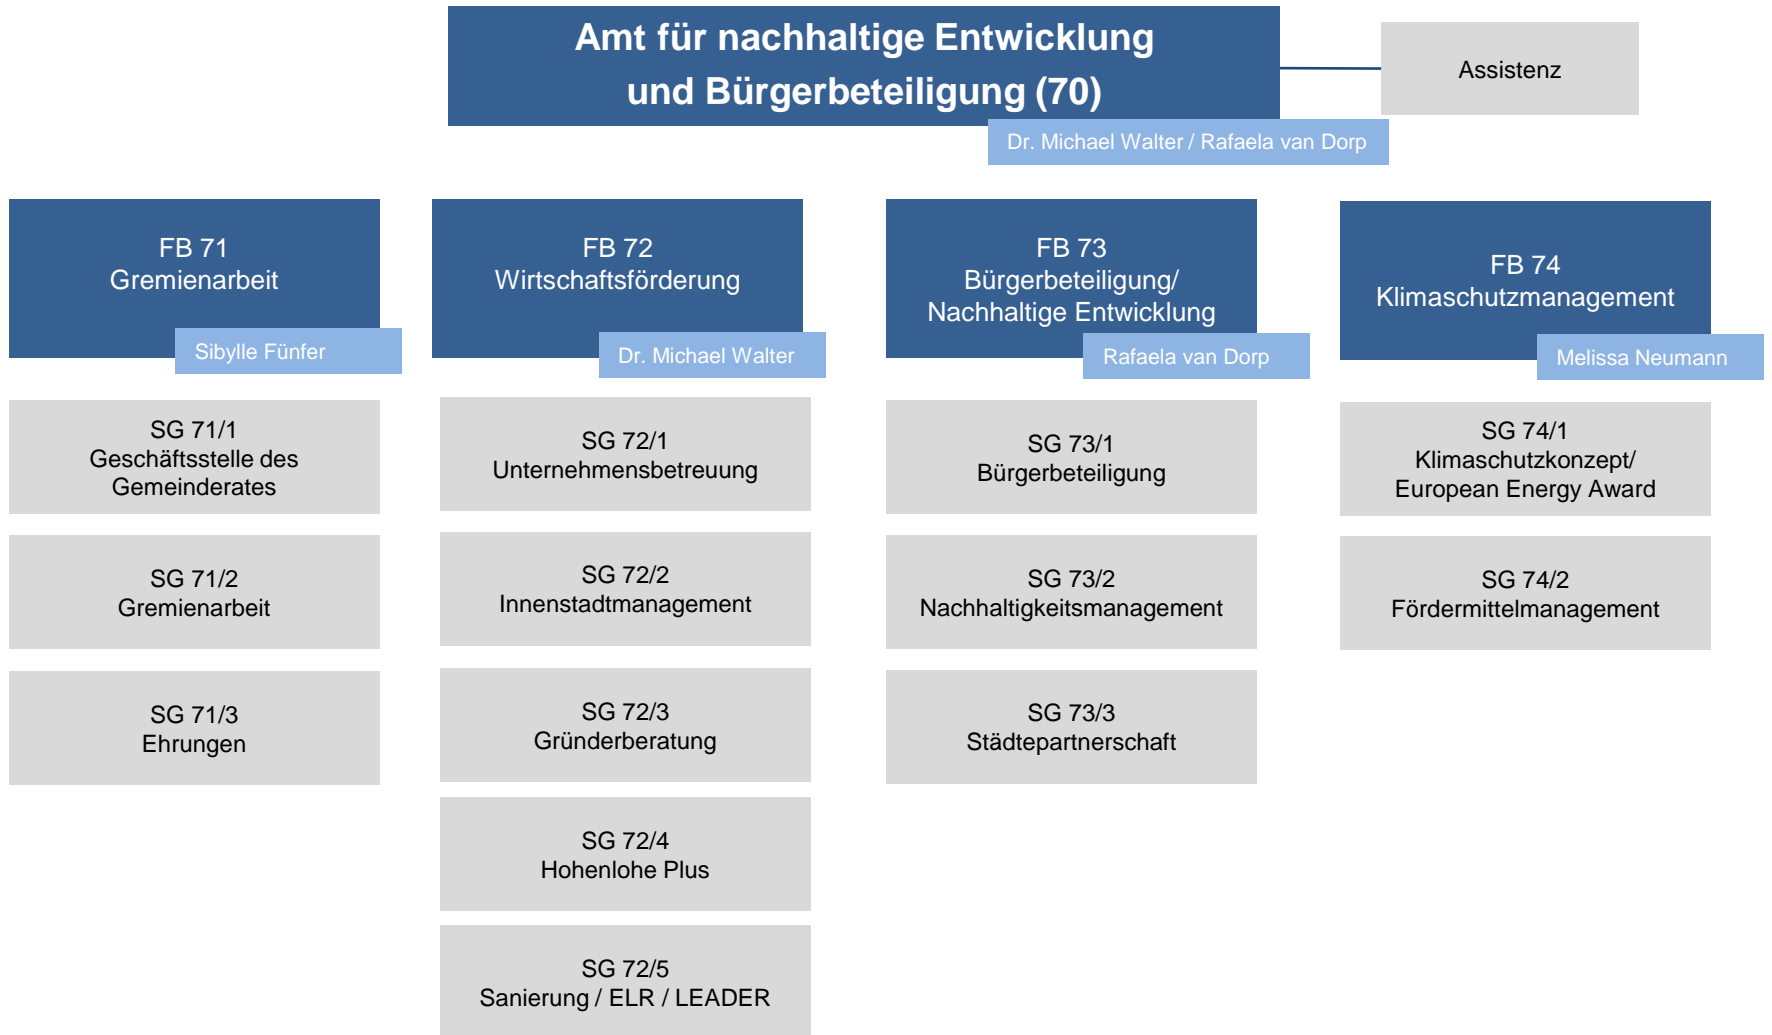 Amt für nachhaltige Entwicklung
und Bürgerbeteiligung (70)
Assistenz
Dr. Michael Walter / Rafaela van Dorp
FB 71
Gremienarbeit
Sibylle Fünfer
SG 71/1
Geschäftsstelle des
Gemeinderates
SG 71/2
Gremienarbeit
SG 71/3
Ehrungen
FB 72
Wirtschaftsförderung
Dr. Michael Walter
SG 72/1
Unternehmensbetreuung
SG 72/2
Innenstadtmanagement
SG 72/3
Gründerberatung
SG 72/4
Hohenlohe Plus
SG 72/5
Sanierung / ELR / LEADER
FB 73
Bürgerbeteiligung/
Nachhaltige Entwicklung
Rafaela van Dorp
SG 73/1
Bürgerbeteiligung
SG 73/2
Nachhaltigkeitsmanagement
SG 73/3
Städtepartnerschaft
FB 74
Klimaschutzmanagement
Melissa Neumann
SG 74/1
Klimaschutzkonzept/
European Energy Award
SG 74/2
Fördermittelmanagement